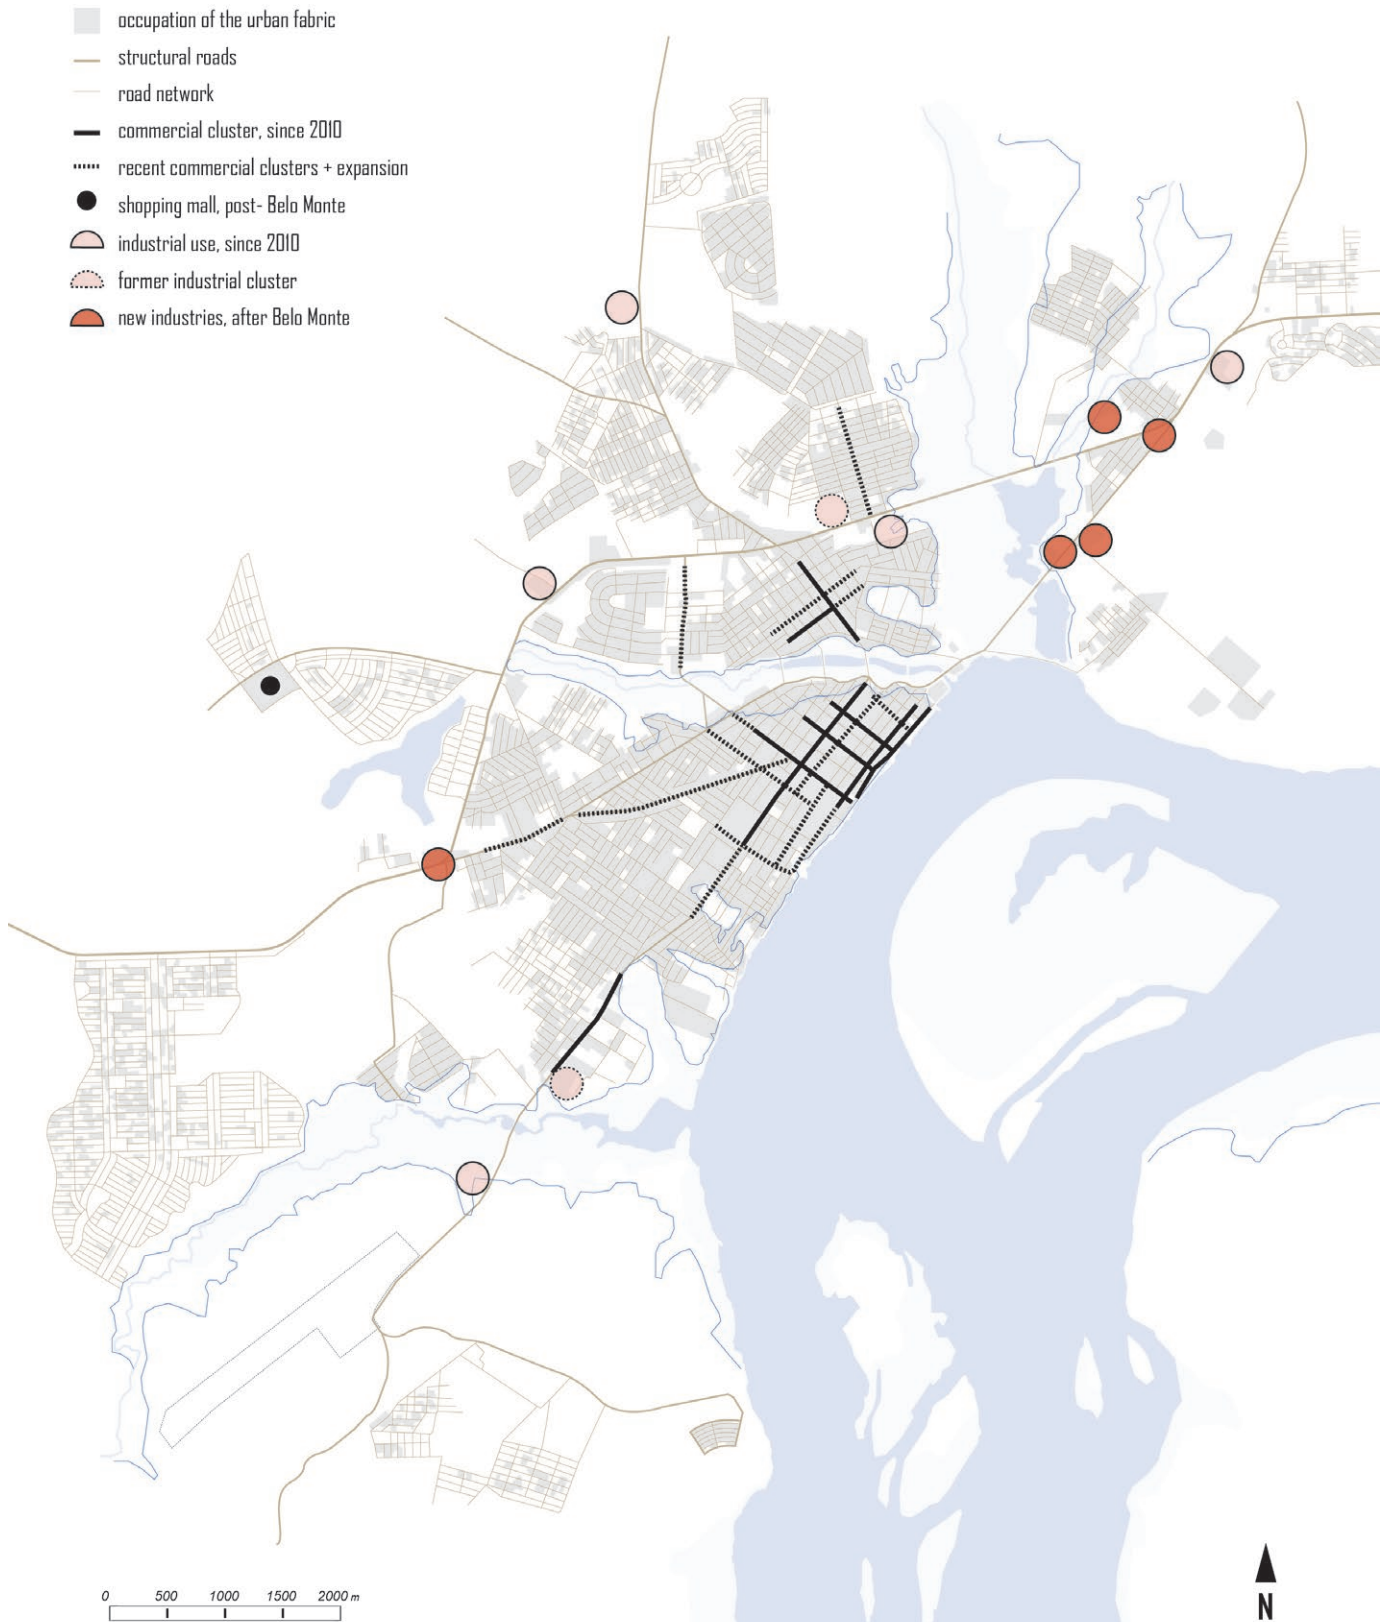 occupation of the urban fabric
structural roads
road network
commercial cluster, since 2010
recent commercial clusters + expansion
shopping mall, post- Belo Monte
industrial use, since 2010
former industrial cluster
new industries, after Belo Monte
0 500 1000 1500 2000 m
N